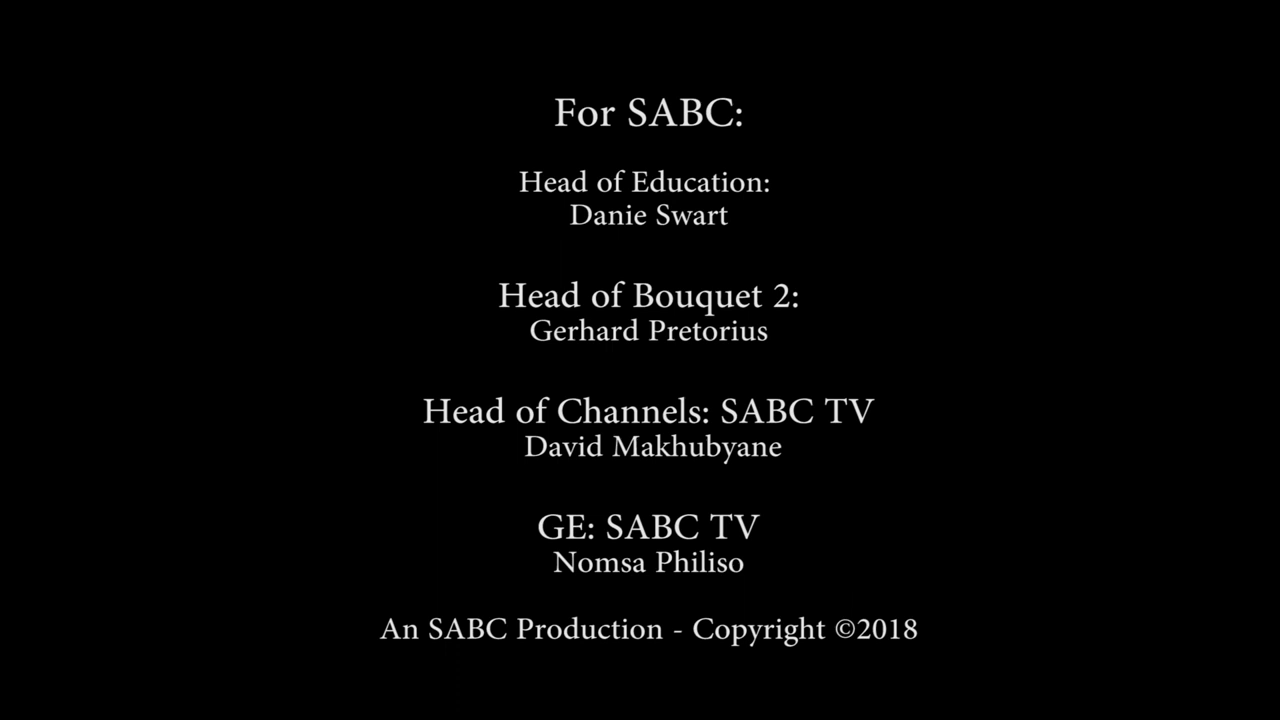 For SABC:
Head of Education:
Danie Swart
Head of Bouquet 2:
Gerhard Pretorius
Head of Channels: SABC TV
David Makhubyane
GE: SABC TV
Nomsa Philiso
An SABC Production - Copyright ©2018